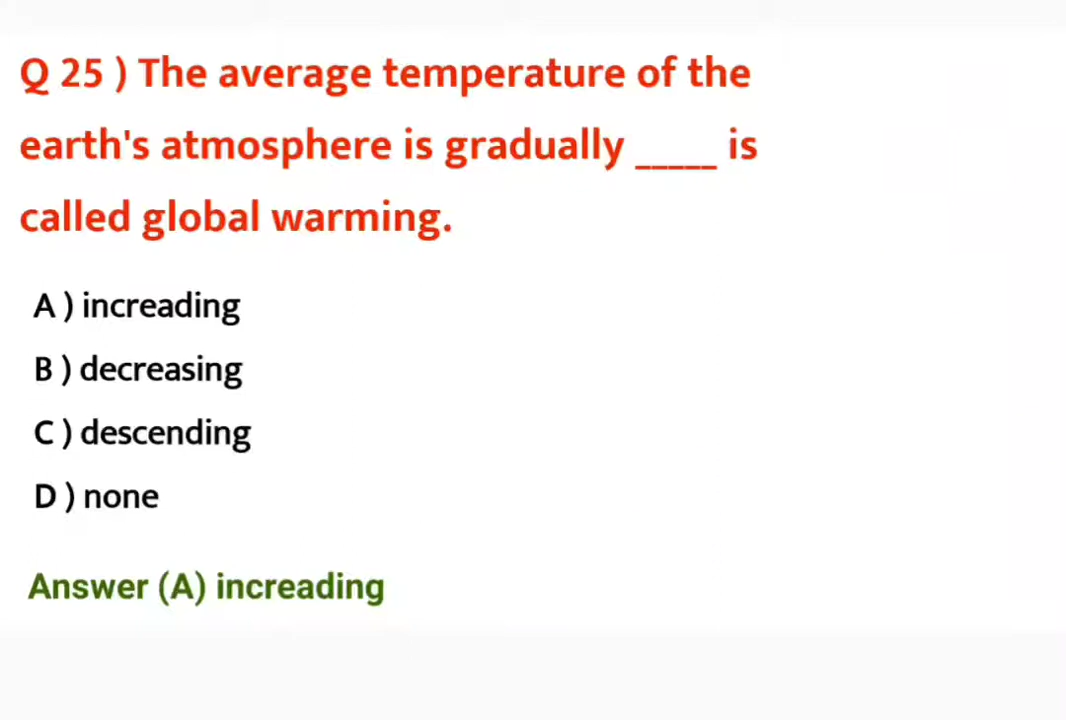 Q 25 ) The average temperature of the
earth's atmosphere is gradually _____ is
called global warming.
A ) increading
B ) decreasing
C ) descending
D ) none
Answer (A) increading